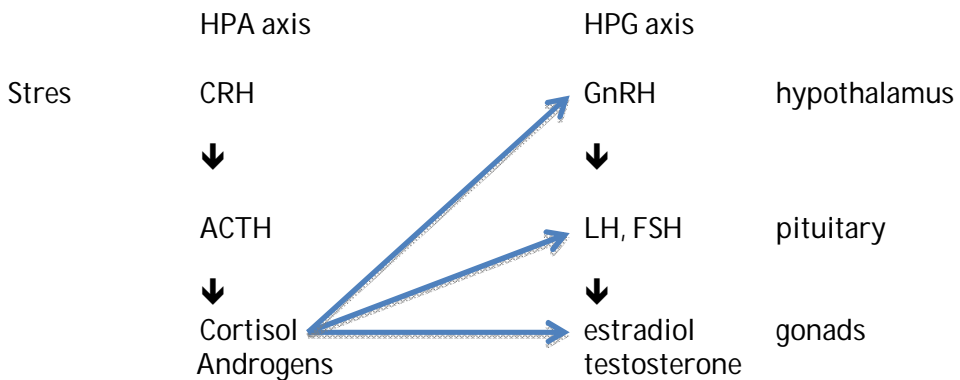 HPA axis HPG axis
Stres CRH GnRH hypothalamus
ACTH LH, FSH pituitary
Cortisol estradiol gonads
Androgens testosterone